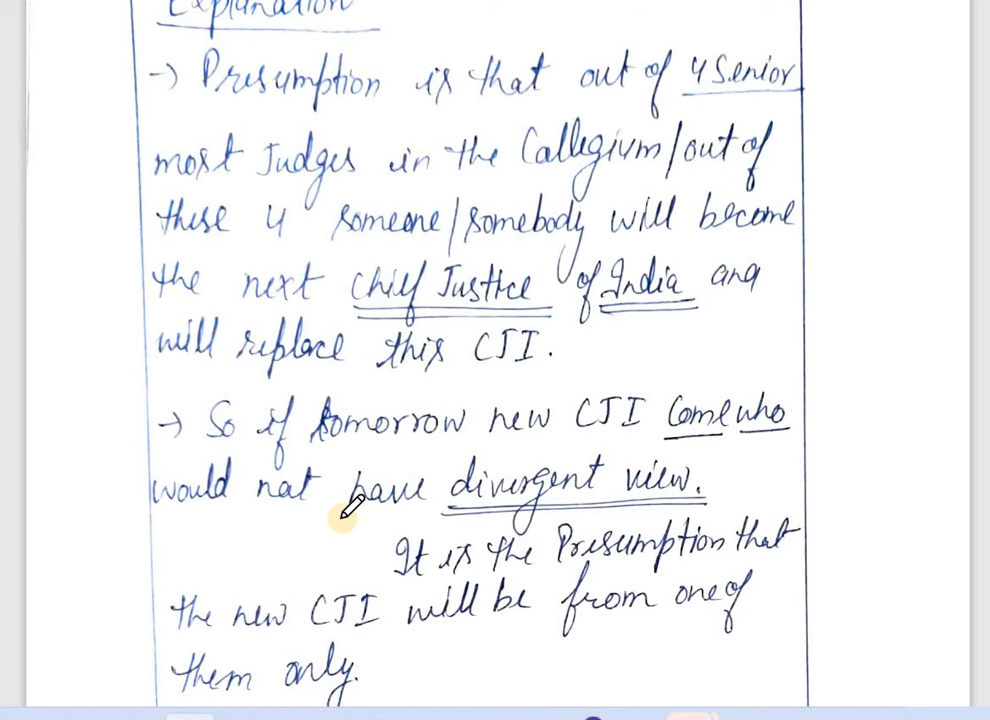 Explanation
→ Presumption is that out of 4 Senior
most Judges in the Collegium/out of
these 4 someone/somebody will become
the next Chief Justice of India and
will replace this CJI.
→ So if tomorrow new CJI come who
would not have divergent view.
It is the Presumption that
the new CJI will be from one of
them only.